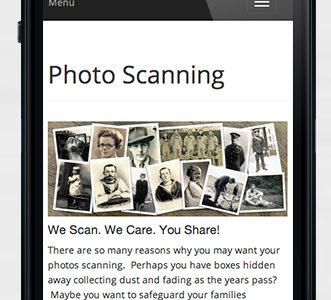 Menu
Photo Scanning
We Scan. We Care. You Share!
There are so many reasons why you may want your
photos scanning.  Perhaps you have boxes hidden
away collecting dust and fading as the years pass?
Maybe you want to safeguard your families